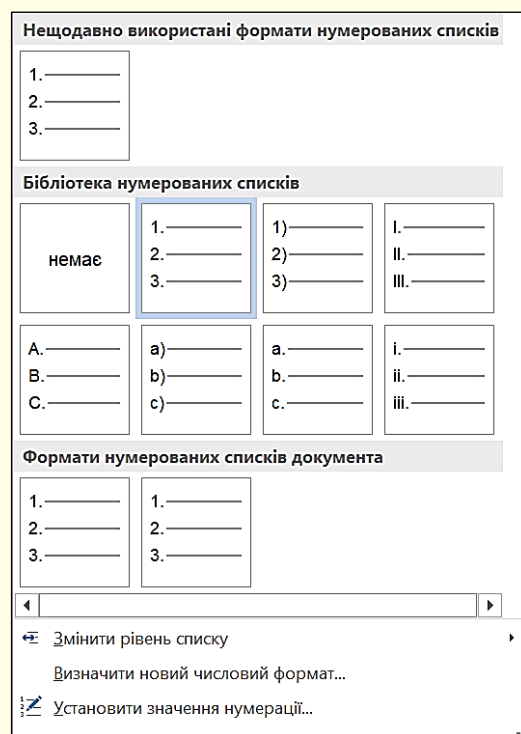 Нещодавно використані формати нумерованих списків
1.
2.
3.
Бібліотека нумерованих списків
немає
1.
2.
3.
1)
2)
3)
I.
II.
III.
A.
B.
C.
a)
b)
c)
a.
b.
c.
i.
ii.
iii.
Формати нумерованих списків документа
1.
2.
3.
1.
2.
3.
Змінити рівень списку
Визначити новий числовий формат...
Установити значення нумерації...